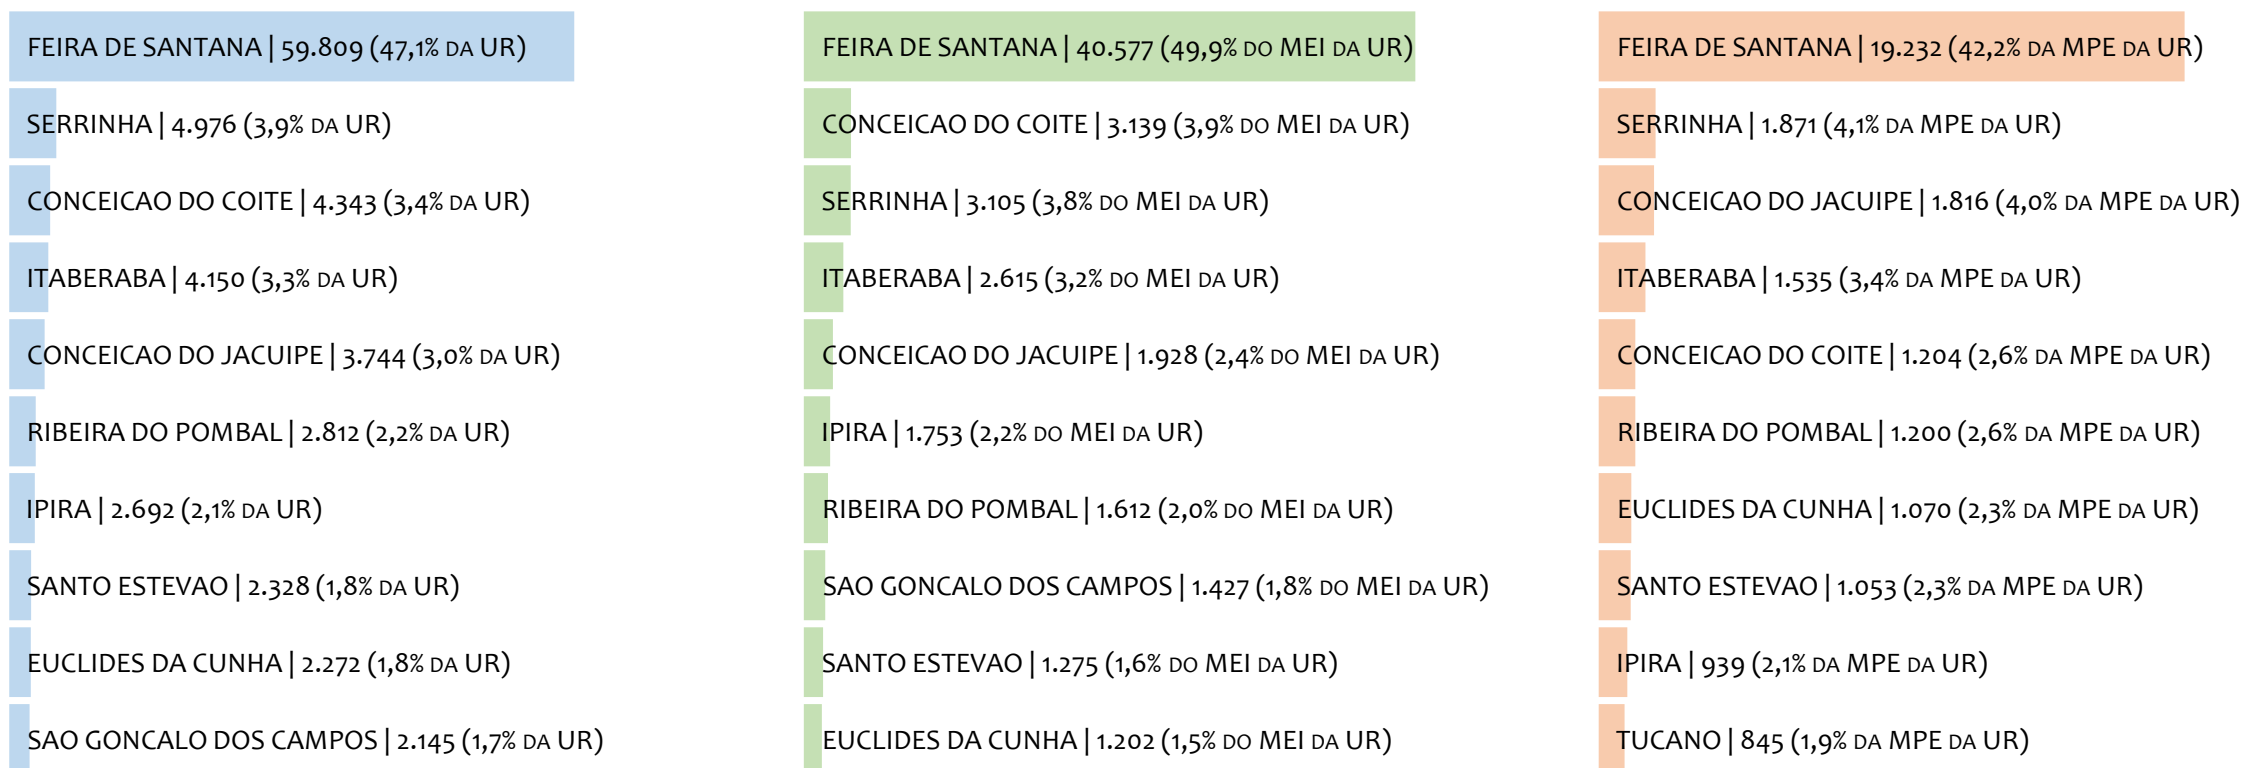 FEIRA DE SANTANA | 59.809 (47,1% DA UR)
SERRINHA | 4.976 (3,9% DA UR)
CONCEICAO DO COITE | 4.343 (3,4% DA UR)
ITABERABA | 4.150 (3,3% DA UR)
CONCEICAO DO JACUIPE | 3.744 (3,0% DA UR)
RIBEIRA DO POMBAL | 2.812 (2,2% DA UR)
IPIRA | 2.692 (2,1% DA UR)
SANTO ESTEVAO | 2.328 (1,8% DA UR)
EUCLIDES DA CUNHA | 2.272 (1,8% DA UR)
SAO GONCALO DOS CAMPOS | 2.145 (1,7% DA UR)
FEIRA DE SANTANA | 40.577 (49,9% DO MEI DA UR)
CONCEICAO DO COITE | 3.139 (3,9% DO MEI DA UR)
SERRINHA | 3.105 (3,8% DO MEI DA UR)
ITABERABA | 2.615 (3,2% DO MEI DA UR)
CONCEICAO DO JACUIPE | 1.928 (2,4% DO MEI DA UR)
IPIRA | 1.753 (2,2% DO MEI DA UR)
RIBEIRA DO POMBAL | 1.612 (2,0% DO MEI DA UR)
SAO GONCALO DOS CAMPOS | 1.427 (1,8% DO MEI DA UR)
SANTO ESTEVAO | 1.275 (1,6% DO MEI DA UR)
EUCLIDES DA CUNHA | 1.202 (1,5% DO MEI DA UR)
FEIRA DE SANTANA | 19.232 (42,2% DA MPE DA UR)
SERRINHA | 1.871 (4,1% DA MPE DA UR)
CONCEICAO DO JACUIPE | 1.816 (4,0% DA MPE DA UR)
ITABERABA | 1.535 (3,4% DA MPE DA UR)
CONCEICAO DO COITE | 1.204 (2,6% DA MPE DA UR)
RIBEIRA DO POMBAL | 1.200 (2,6% DA MPE DA UR)
EUCLIDES DA CUNHA | 1.070 (2,3% DA MPE DA UR)
SANTO ESTEVAO | 1.053 (2,3% DA MPE DA UR)
IPIRA | 939 (2,1% DA MPE DA UR)
TUCANO | 845 (1,9% DA MPE DA UR)